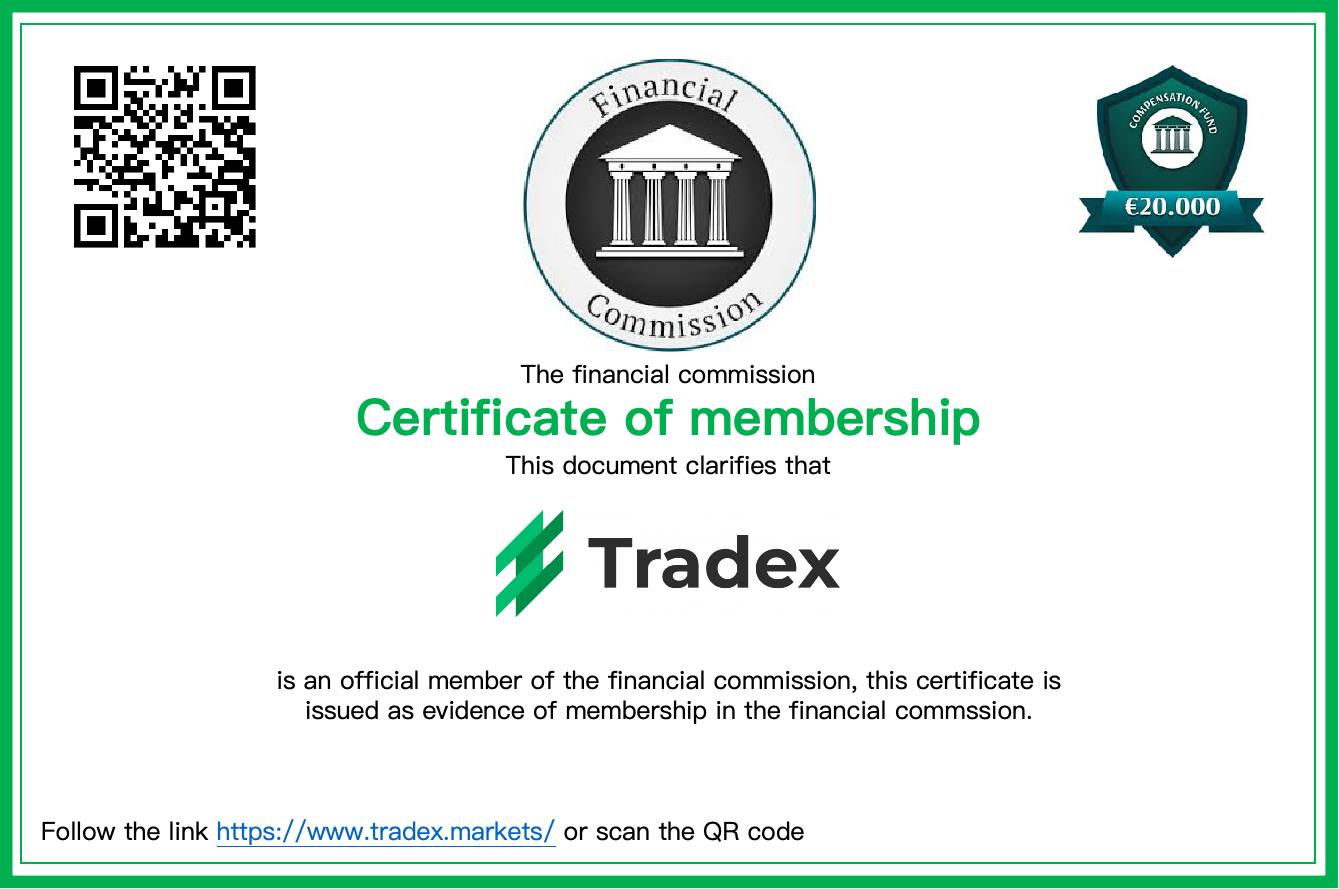 Financial
Commission
COMPENSATION FUND
€20.000
The financial commission
Certificate of membership
This document clarifies that
Tradex
is an official member of the financial commission, this certificate is
issued as evidence of membership in the financial commssion.
Follow the link https://www.tradex.markets/ or scan the QR code